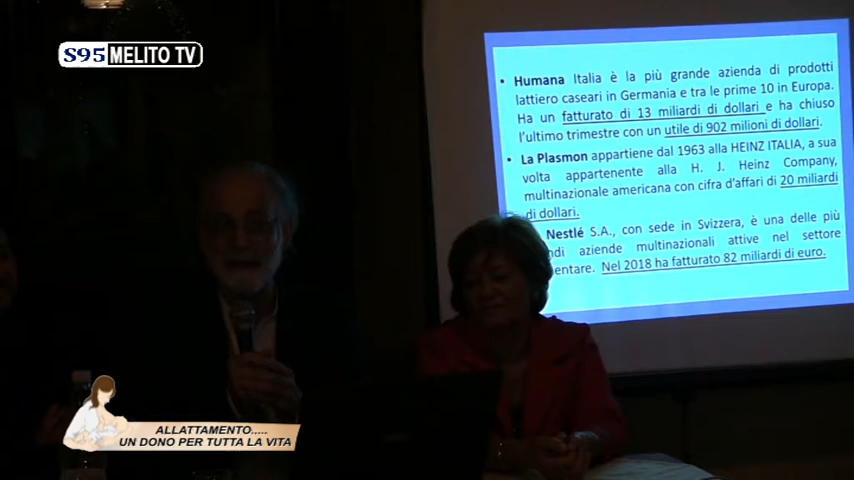 S95 MELITO TV
Humana Italia è la più grande azienda di prodotti
lattiero caseari in Germania e tra le prime 10 in Europa.
Ha un fatturato di 13 miliardi di dollari e ha chiuso
l'ultimo trimestre con un utile di 902 milioni di dollari.
La Plasmon appartiene dal 1963 alla HEINZ ITALIA, a sua
volta appartenente alla H. J. Heinz Company,
multinazionale americana con cifra d'affari di 20 miliardi
di dollari.
Nestlé S.A., con sede in Svizzera, è una delle più
ndi aziende multinazionali attive nel settore
entare. Nel 2018 ha fatturato 82 miliardi di euro.
ALLATTAMENTO.....
UN DONO PER TUTTA LA VITA